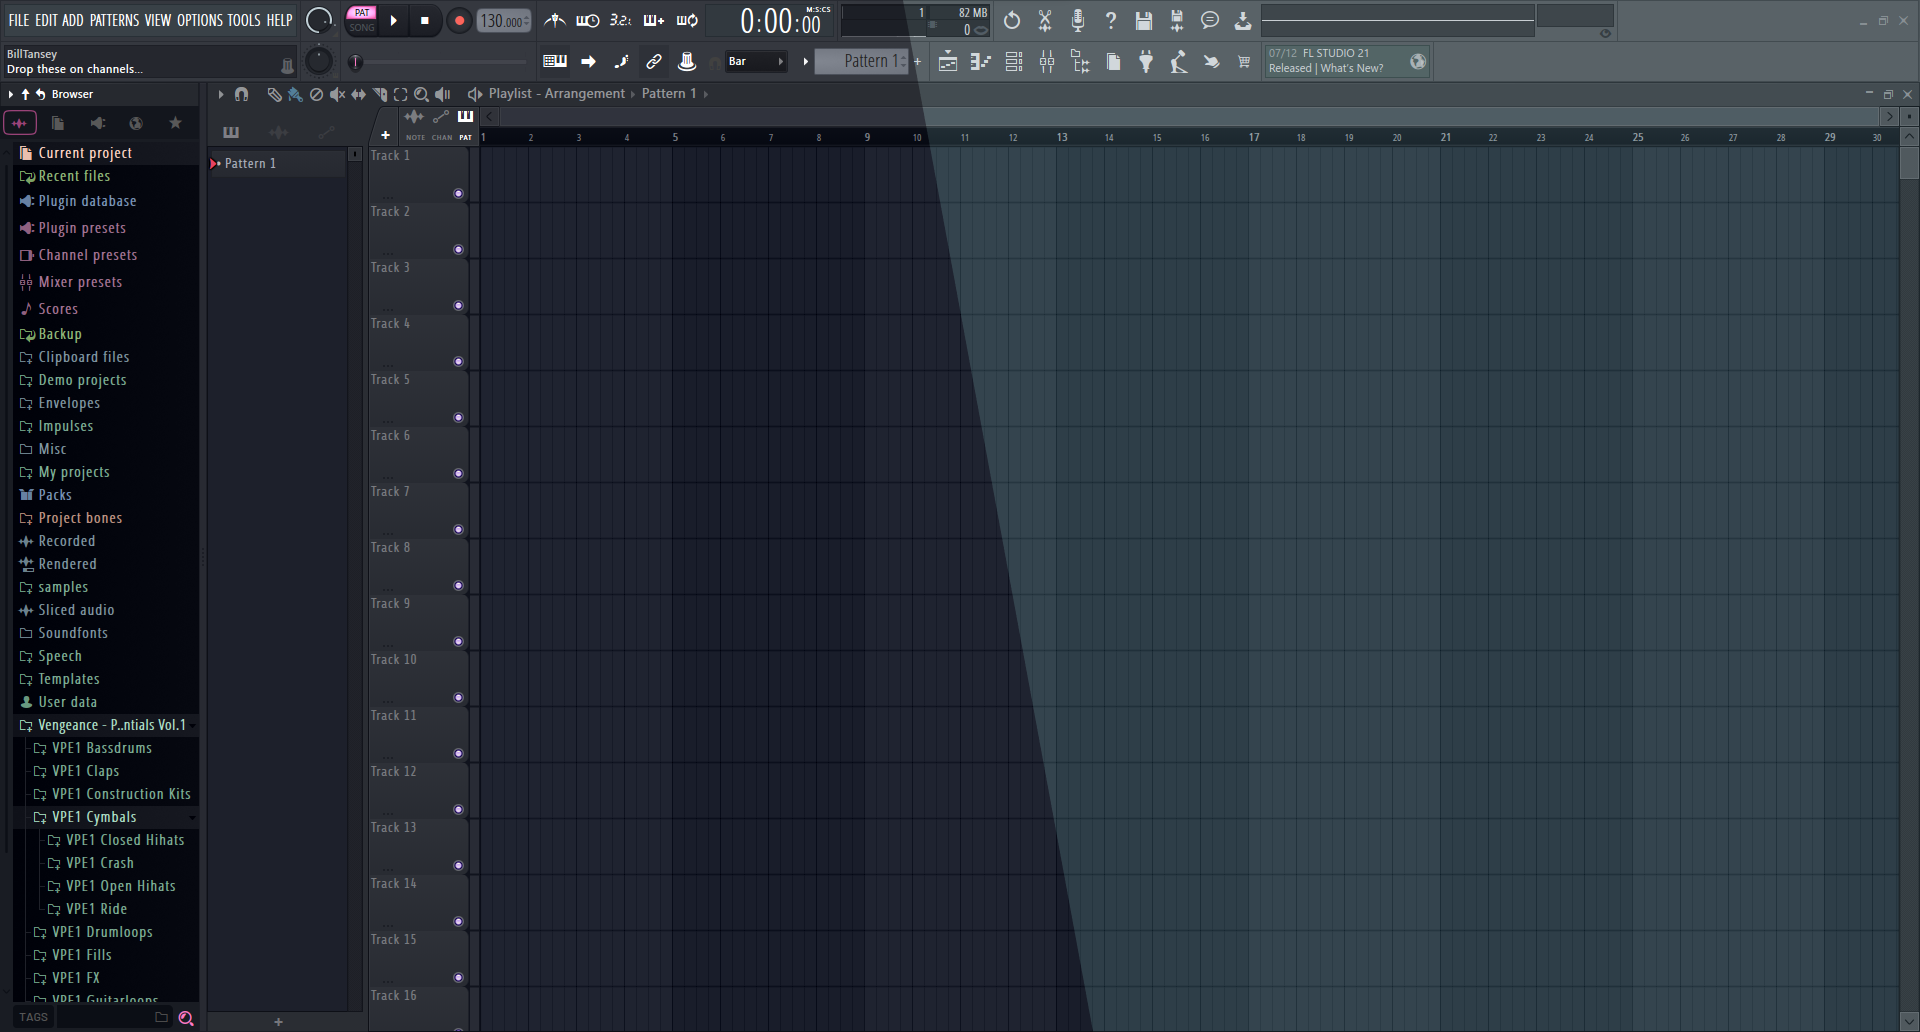 FILE EDIT ADD PATTERNS VIEW OPTIONS TOOLS HELP
PAT
SONG
130.000
3.2.
0:00:00
M:S:CS
1
82 MB
0
BillTansey
Drop these on channels...
Bar
Pattern 1
07/12 FL STUDIO 21
Released | What's New?
Browser
Playlist - Arrangement › Pattern 1 ›
NOTE CHAN PAT
1 2 3 4 5 6 7 8 9 10 11 12 13 14 15 16 17 18 19 20 21 22 23 24 25 26 27 28 29 30
Current project
Recent files
Plugin database
Plugin presets
Channel presets
Mixer presets
Scores
Backup
Clipboard files
Demo projects
Envelopes
Impulses
Misc
My projects
Packs
Project bones
Recorded
Rendered
samples
Sliced audio
Soundfonts
Speech
Templates
User data
Vengeance - P..ntials Vol.1
VPE1 Bassdrums
VPE1 Claps
VPE1 Construction Kits
VPE1 Cymbals
VPE1 Closed Hihats
VPE1 Crash
VPE1 Open Hihats
VPE1 Ride
VPE1 Drumloops
VPE1 Fills
VPE1 FX
VPE1 Guitarloops
TAGS
Pattern 1
Track 1
Track 2
Track 3
Track 4
Track 5
Track 6
Track 7
Track 8
Track 9
Track 10
Track 11
Track 12
Track 13
Track 14
Track 15
Track 16